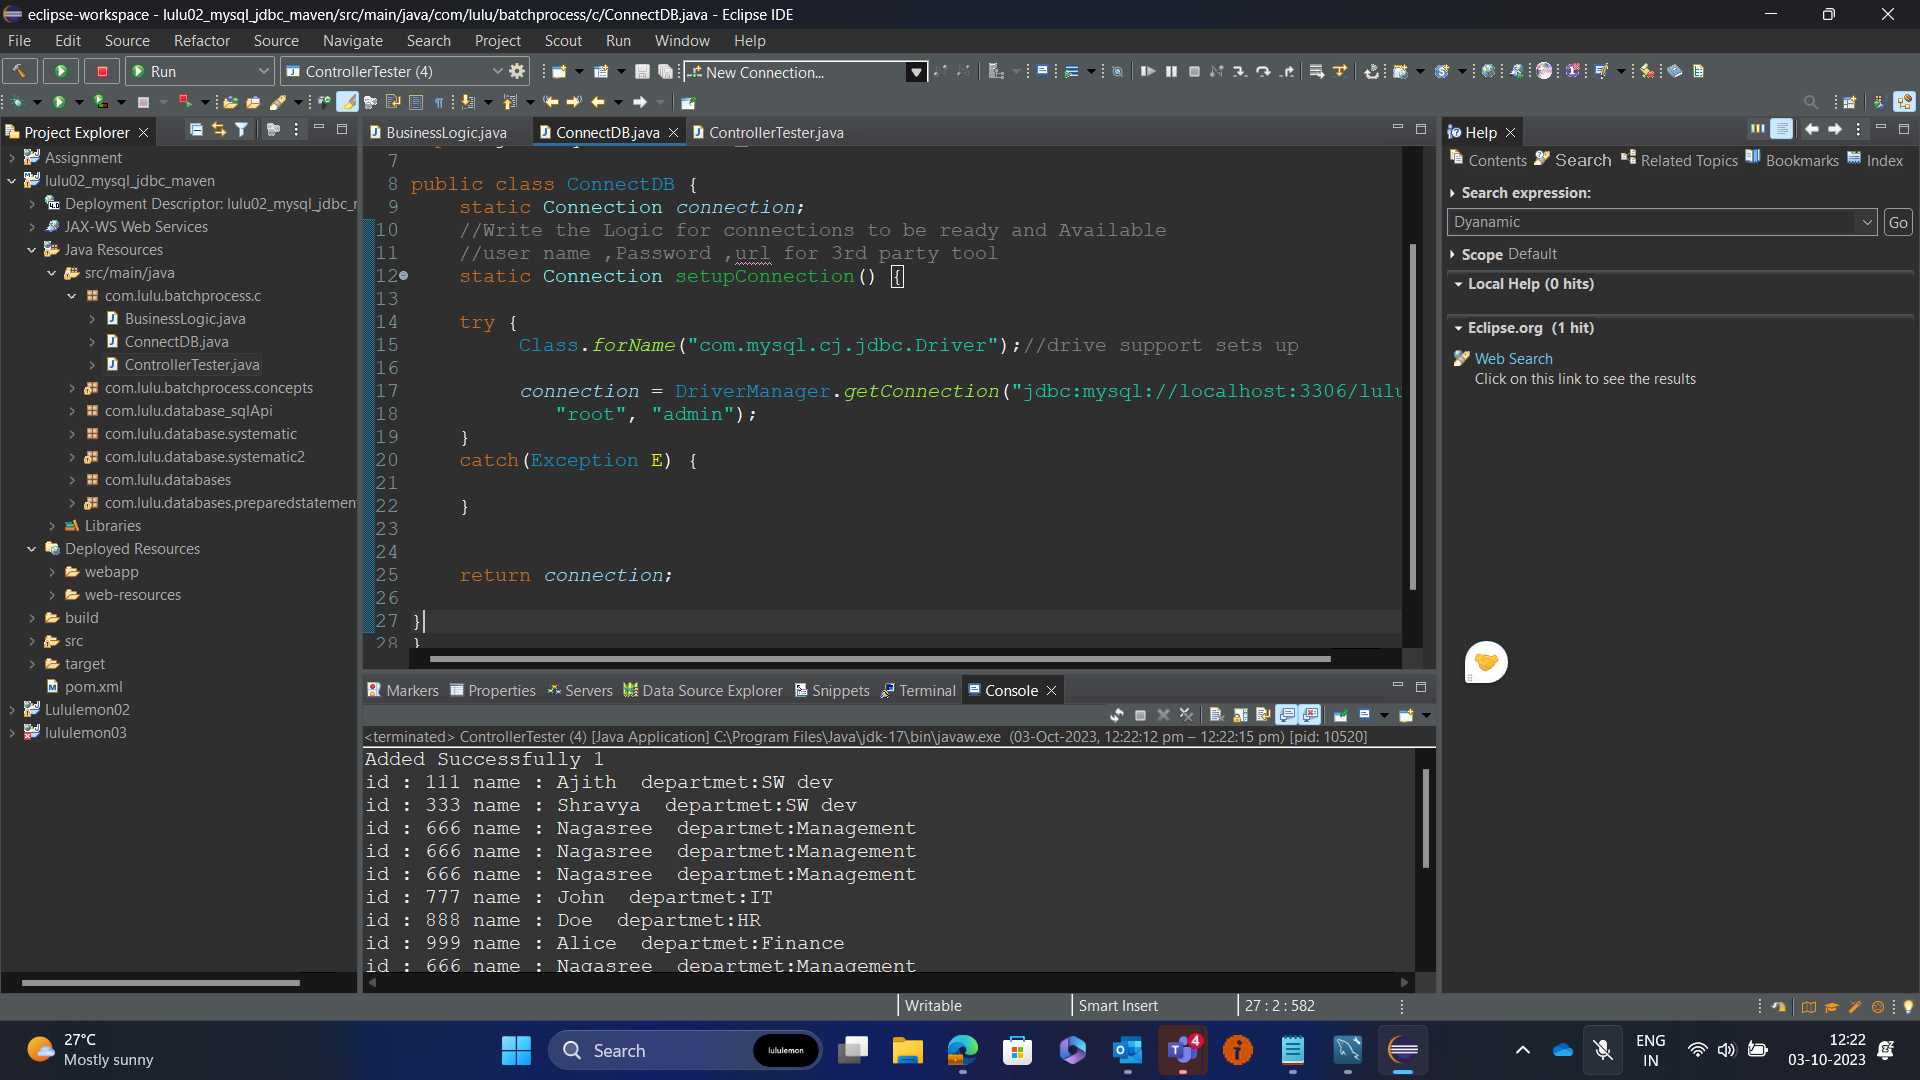 eclipse-workspace - lulu02_mysql_jdbc_maven/src/main/java/com/lulu/batchprocess/c/ConnectDB.java - Eclipse IDE
File Edit Source Refactor Source Navigate Search Project Scout Run Window Help
Run ControllerTester (4) New Connection...
Project Explorer
Assignment
lulu02_mysql_jdbc_maven
Deployment Descriptor: lulu02_mysql_jdbc_r
JAX-WS Web Services
Java Resources
src/main/java
com.lulu.batchprocess.c
BusinessLogic.java
ConnectDB.java
ControllerTester.java
com.lulu.batchprocess.concepts
com.lulu.database_sqlApi
com.lulu.database.systematic
com.lulu.database.systematic2
com.lulu.databases
com.lulu.databases.preparedstatemen
Libraries
Deployed Resources
webapp
web-resources
build
src
target
pom.xml
Lululemon02
lululemon03
BusinessLogic.java ConnectDB.java ControllerTester.java
7
8 public class ConnectDB {
9 static Connection connection;
10 //Write the Logic for connections to be ready and Available
11 //user name ,Password ,url for 3rd party tool
12 static Connection setupConnection() {
13
14 try {
15 Class.forName("com.mysql.cj.jdbc.Driver");//drive support sets up
16
17 connection = DriverManager.getConnection("jdbc:mysql://localhost:3306/lulu
18 "root", "admin");
19 }
20 catch(Exception E) {
21
22 }
23
24
25 return connection;
26
27 }
28 }
Markers Properties Servers Data Source Explorer Snippets Terminal Console
<terminated> ControllerTester (4) [Java Application] C:\Program Files\Java\jdk-17\bin\javaw.exe (03-Oct-2023, 12:22:12 pm – 12:22:15 pm) [pid: 10520]
Added Successfully 1
id : 111 name : Ajith departmet:SW dev
id : 333 name : Shravya departmet:SW dev
id : 666 name : Nagasree departmet:Management
id : 666 name : Nagasree departmet:Management
id : 666 name : Nagasree departmet:Management
id : 777 name : John departmet:IT
id : 888 name : Doe departmet:HR
id : 999 name : Alice departmet:Finance
id : 666 name : Nagasree departmet:Management
Help
Contents Search Related Topics Bookmarks Index
Search expression:
Dyanamic Go
Scope Default
Local Help (0 hits)
Eclipse.org (1 hit)
Web Search
Click on this link to see the results
Writable Smart Insert 27 : 2 : 582
27°C
Mostly sunny
Search lululemon
4
ENG
IN
12:22
03-10-2023